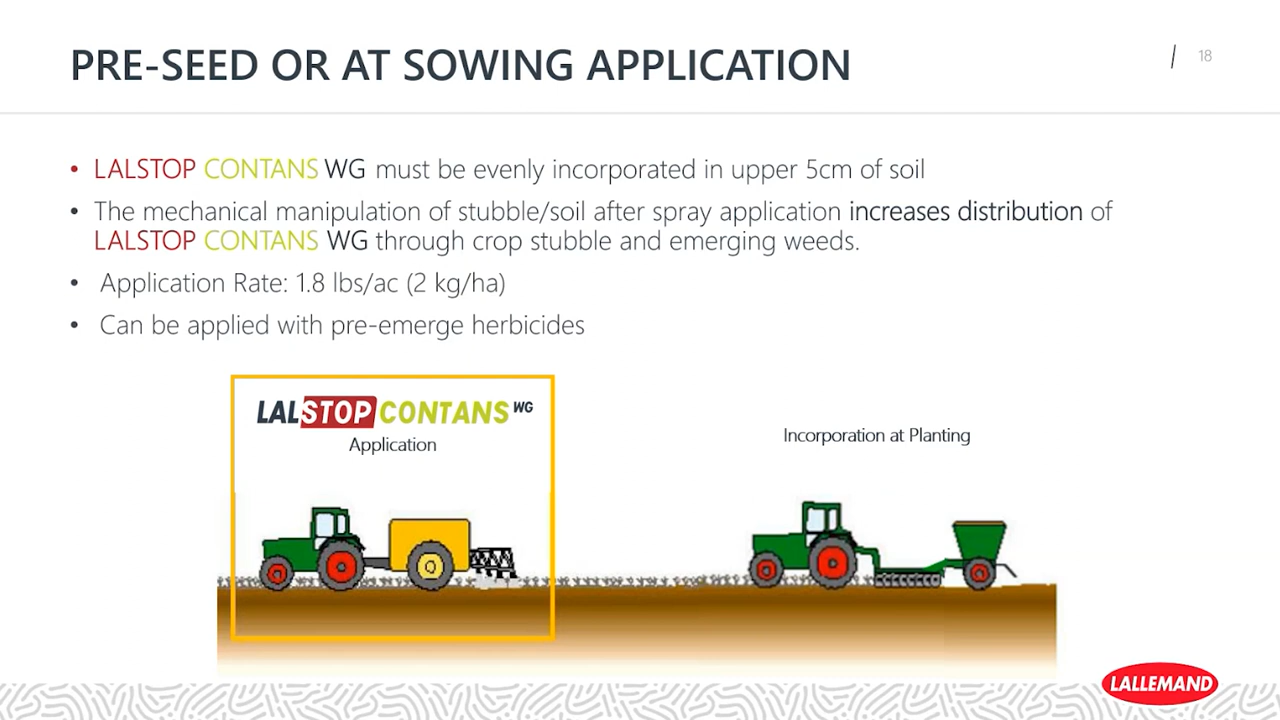 PRE-SEED OR AT SOWING APPLICATION
/ 18
• LALSTOP CONTANS WG must be evenly incorporated in upper 5cm of soil
• The mechanical manipulation of stubble/soil after spray application increases distribution of
LALSTOP CONTANS WG through crop stubble and emerging weeds.
• Application Rate: 1.8 lbs/ac (2 kg/ha)
• Can be applied with pre-emerge herbicides
LALSTOP CONTANS WG
Application
Incorporation at Planting
LALLEMAND